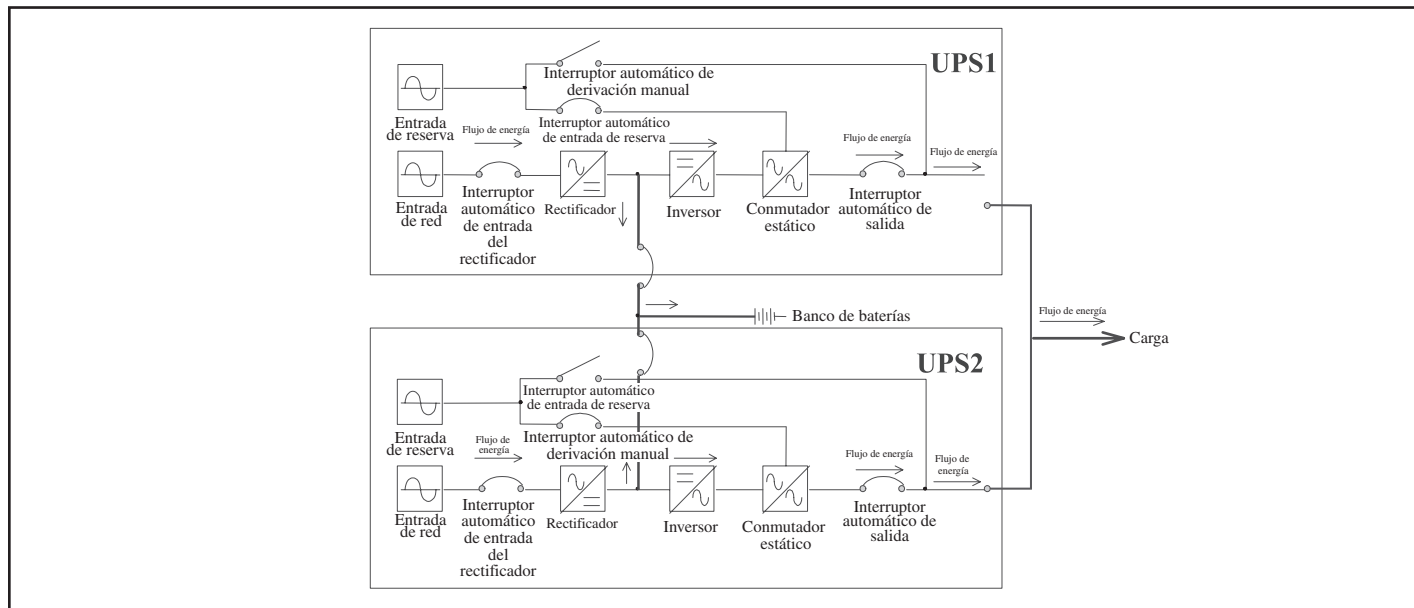 UPS1
Interruptor automático de
derivación manual
Entrada
de reserva
Flujo de energía
Interruptor automático
de entrada de reserva
Flujo de energía
Flujo de energía
Entrada
de red
Interruptor
automático
de entrada
del
rectificador
Rectificador
Inversor
Conmutador
estático
Interruptor
automático de
salida
Banco de baterías
Flujo de energía
Carga
UPS2
Interruptor automático
de entrada de reserva
Entrada
de reserva
Flujo de
energía
Interruptor automático de
derivación manual
Flujo de energía
Flujo de
energía
Entrada
de red
Interruptor
automático
de entrada
del
rectificador
Rectificador
Inversor
Conmutador
estático
Interruptor
automático de
salida